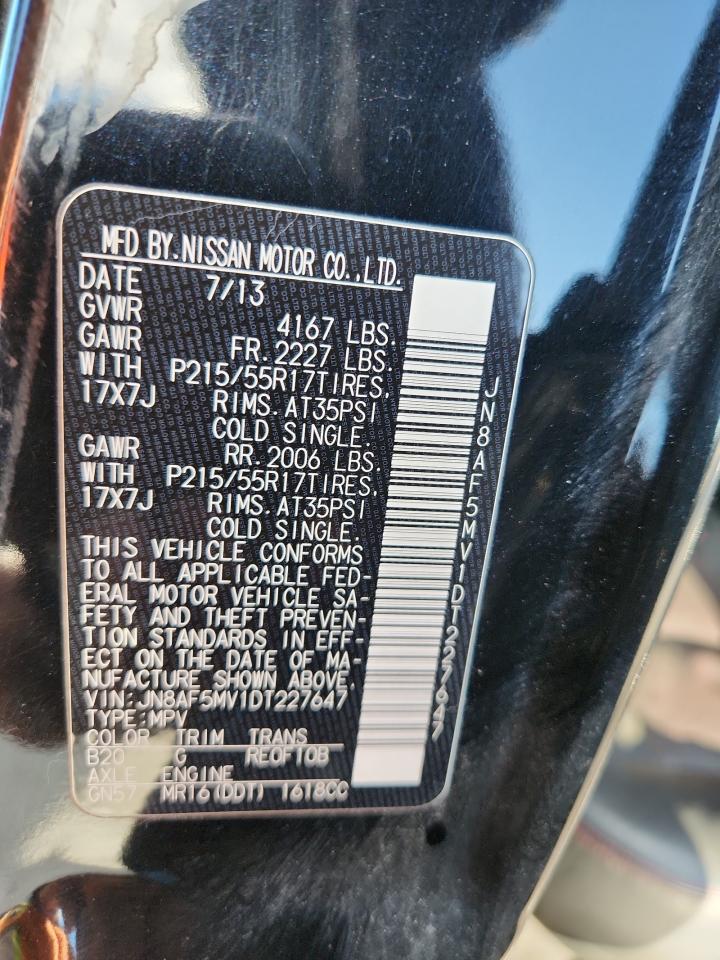 MFD BY. NISSAN MOTOR CO., LTD.
DATE 7/13
GVWR 4167 LBS.
GAWR FR. 2227 LBS.
WITH P215/55R17TIRES,
17X7J RIMS. AT35PSI
COLD SINGLE.
GAWR RR. 2006 LBS.
WITH P215/55R17TIRES,
17X7J RIMS. AT35PSI
COLD SINGLE.
THIS VEHICLE CONFORMS
TO ALL APPLICABLE FED-
ERAL MOTOR VEHICLE SA-
FETY AND THEFT PREVEN-
TION STANDARDS IN EFF-
ECT ON THE DATE OF MA-
NUFACTURE SHOWN ABOVE.
VIN:JN8AF5MV1DT227647
TYPE:MPV
COLOR TRIM TRANS
B20 G RE0F10B
AXLE ENGINE
GN57 MR16(DDT) 1618CC
JN8AF5MV1DT227647